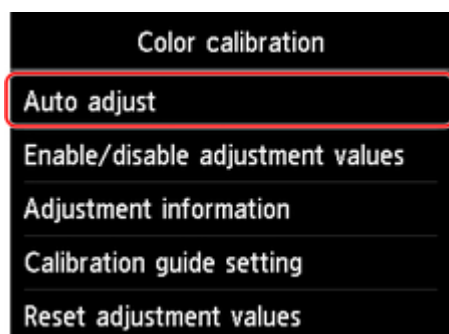 Color calibration
Auto adjust
Enable/disable adjustment values
Adjustment information
Calibration guide setting
Reset adjustment values